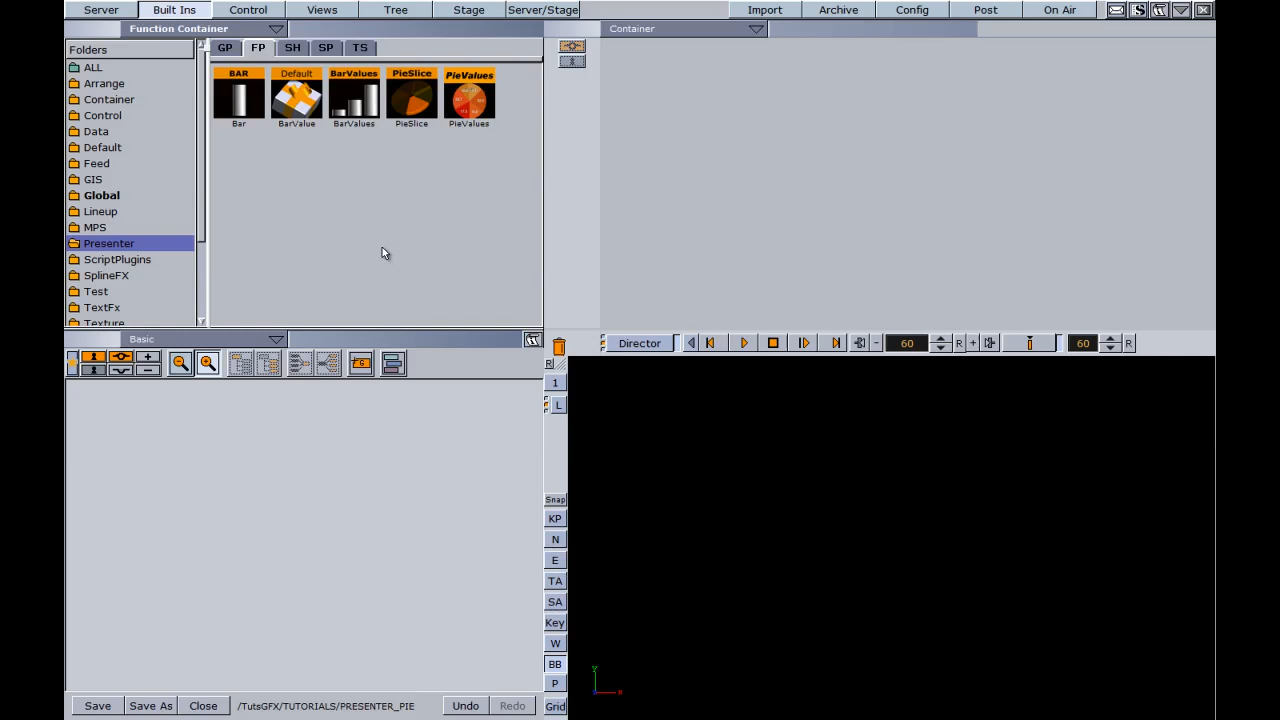 Server Built Ins Control Views Tree Stage Server/Stage Import Archive Config Post On Air
Function Container
Container
Folders
GP FP SH SP TS
ALL
Arrange
Container
Control
Data
Default
Feed
GIS
Global
Lineup
MPS
Presenter
ScriptPlugins
SplineFX
Test
TextFx
Texture
BAR Default BarValues PieSlice PieValues
Bar BarValue BarValues PieSlice PieValues
Basic
Director 60 R 60 R
R
1
L
Snap
KP
N
E
TA
SA
Key
W
BB
P
Grid
Save Save As Close /TutsGFX/TUTORIALS/PRESENTER_PIE Undo Redo